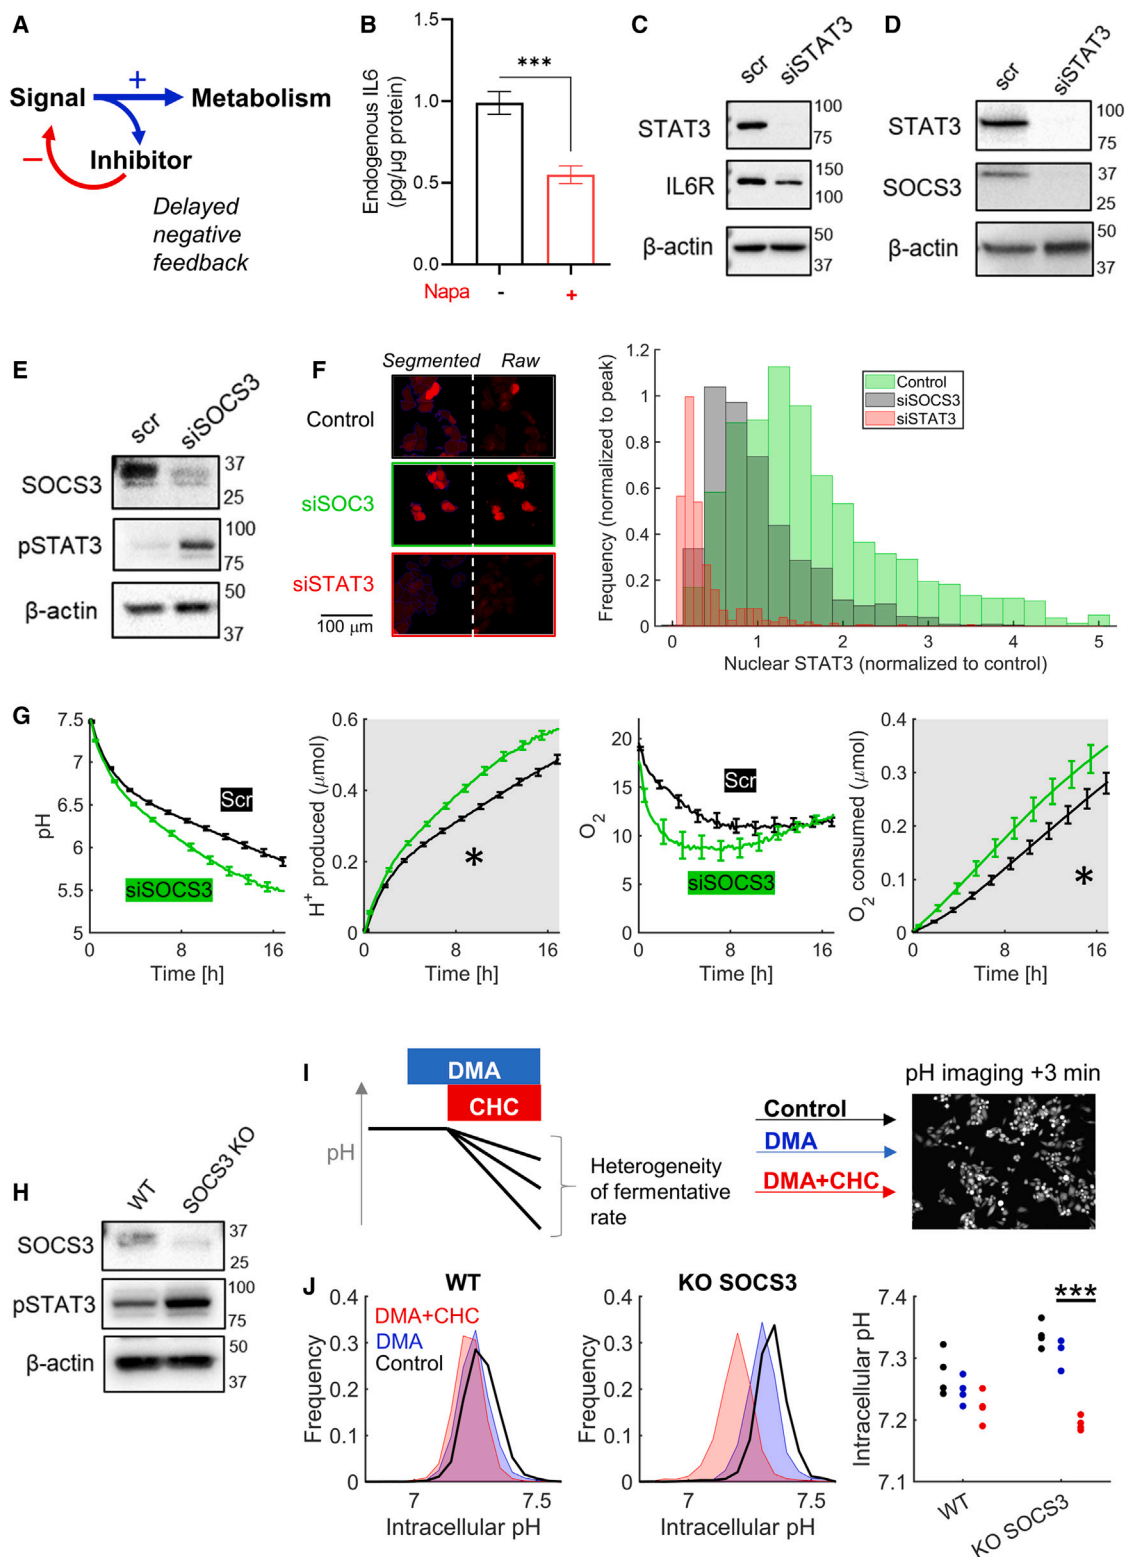 A
Signal
+
Metabolism
−
Inhibitor
Delayed
negative
feedback
B
Endogenous IL6
(pg/µg protein)
1.5
1.0
0.5
0.0
***
Napa
-
+
C
scr
siSTAT3
STAT3
100
75
IL6R
150
100
β-actin
50
37
D
scr
siSTAT3
STAT3
100
75
SOCS3
37
25
β-actin
50
37
E
scr
siSOCS3
SOCS3
37
25
pSTAT3
100
75
β-actin
50
37
F
Segmented
Raw
Control
siSOC3
siSTAT3
100 µm
Frequency (normalized to peak)
1.2
1
0.8
0.6
0.4
0.2
0
Control
siSOCS3
siSTAT3
0 1 2 3 4 5
Nuclear STAT3 (normalized to control)
G
pH
7.5
7
6.5
6
5.5
5
Scr
siSOCS3
0 8 16
Time [h]
H+ produced (µmol)
0.6
0.4
0.2
0
*
0 8 16
Time [h]
O2
20
15
10
5
0
Scr
siSOCS3
0 8 16
Time [h]
O2 consumed (µmol)
0.4
0.3
0.2
0.1
0
*
0 8 16
Time [h]
H
WT
SOCS3 KO
SOCS3
37
25
pSTAT3
100
75
β-actin
50
37
I
DMA
CHC
pH
Heterogeneity
of fermentative
rate
Control
DMA
DMA+CHC
pH imaging +3 min
J
WT
Frequency
0.4
0.3
0.2
0.1
0
DMA+CHC
DMA
Control
7 7.5
Intracellular pH
KO SOCS3
Frequency
0.4
0.3
0.2
0.1
0
7 7.5
Intracellular pH
Intracellular pH
7.4
7.3
7.2
7.1
***
WT
KO SOCS3